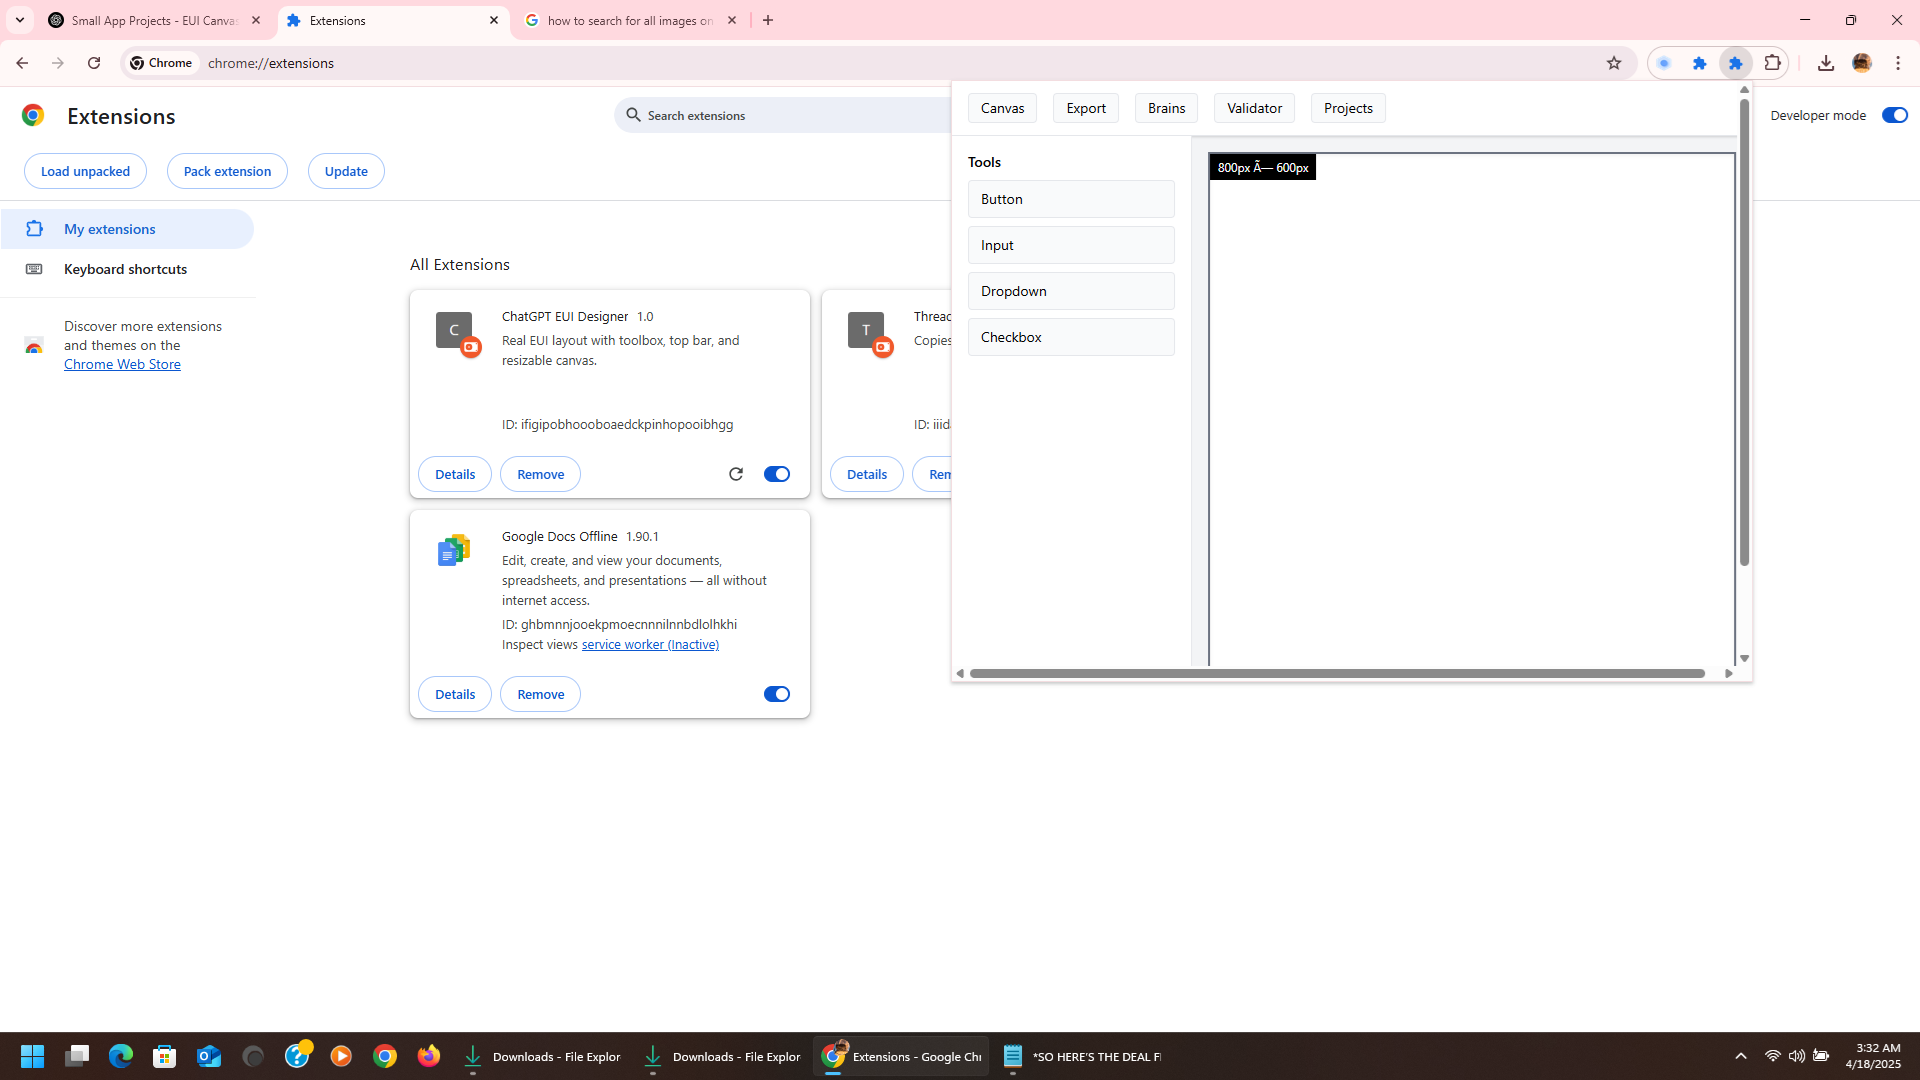 Small App Projects - EUI Canvas
Extensions
how to search for all images on
Chrome
chrome://extensions
Extensions
Search extensions
Developer mode
Load unpacked
Pack extension
Update
My extensions
Keyboard shortcuts
Discover more extensions
and themes on the
Chrome Web Store
All Extensions
C
ChatGPT EUI Designer 1.0
Real EUI layout with toolbox, top bar, and
resizable canvas.
ID: ifigipobhoooboaedckpinhopooibhgg
Details
Remove
T
Thread
Copies
ID: iiid
Details
Rem
Google Docs Offline 1.90.1
Edit, create, and view your documents,
spreadsheets, and presentations — all without
internet access.
ID: ghbmnnjooekpmoecnnnilnnbdlolhkhi
Inspect views service worker (Inactive)
Details
Remove
Canvas
Export
Brains
Validator
Projects
Tools
Button
Input
Dropdown
Checkbox
800px Ã— 600px
Downloads - File Explor
Downloads - File Explor
Extensions - Google Chr
*SO HERE'S THE DEAL F
3:32 AM
4/18/2025